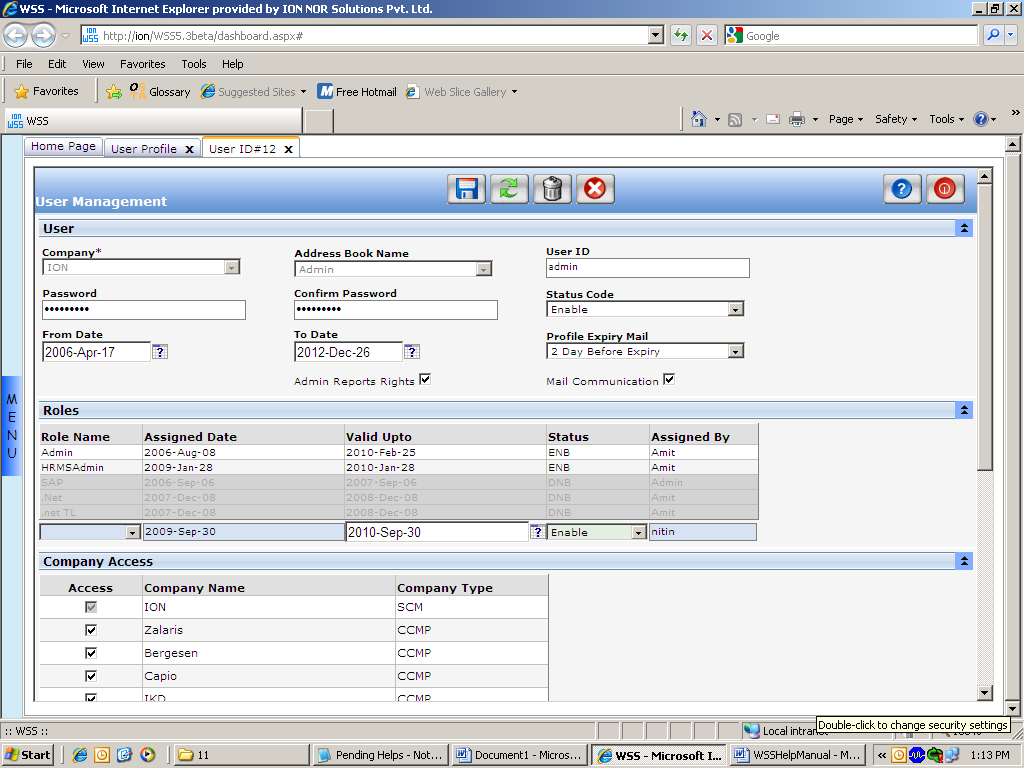 WSS - Microsoft Internet Explorer provided by ION NOR Solutions Pvt. Ltd.
ion WSS http://ion/WSS5.3beta/dashboard.aspx# Google
File Edit View Favorites Tools Help
Favorites Glossary Suggested Sites Free Hotmail Web Slice Gallery
ion WSS WSS Page Safety Tools »
Home Page User Profile x User ID#12 x
User Management
User
Company* Address Book Name User ID
ION Admin admin
Password Confirm Password Status Code
••••••••• ••••••••• Enable
From Date To Date Profile Expiry Mail
2006-Apr-17 ? 2012-Dec-26 ? 2 Day Before Expiry
Admin Reports Rights Mail Communication
MENU
Roles
Role Name Assigned Date Valid Upto Status Assigned By
Admin 2006-Aug-08 2010-Feb-25 ENB Amit
HRMSAdmin 2009-Jan-28 2010-Jan-28 ENB Amit
SAP 2006-Sep-06 2007-Sep-06 DNB Admin
.Net 2007-Dec-08 2008-Dec-08 DNB Amit
.net TL 2007-Dec-08 2008-Dec-08 DNB Amit
2009-Sep-30 2010-Sep-30 ? Enable nitin
Company Access
Access Company Name Company Type
ION SCM
Zalaris CCMP
Bergesen CCMP
Capio CCMP
IKD CCMP
:: WSS :: Local intranet
Double-click to change security settings
Start 11 Pending Helps - Not... Document1 - Micros... WSS - Microsoft I... WSSHelpManual - M... « 1:13 PM